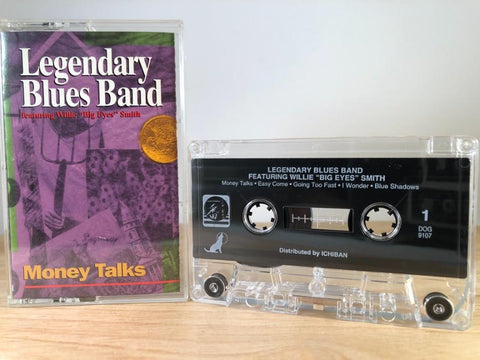 Legendary
Blues Band
featuring Willie "Big Eyes" Smith
Money Talks
LEGENDARY BLUES BAND
FEATURING WILLIE "BIG EYES" SMITH
Money Talks • Easy Come • Going Too Fast • I Wonder • Blue Shadows
1
DOG
9107
Distributed by ICHIBAN